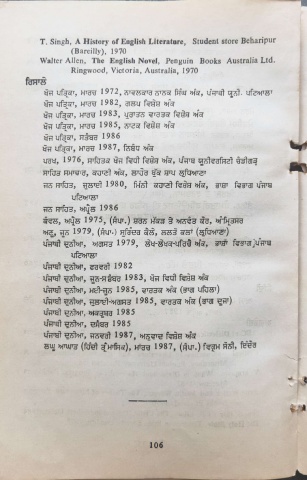 T. Singh, A History of English Literature, Student store Beharipur
(Bareilly), 1970
Walter Allen, The English Novel, Penguin Books Australia Ltd.
Ringwood, Victoria, Australia, 1970
ਰਿਸਾਲੇ
ਖੋਜ ਪਤ੍ਰਿਕਾ, ਮਾਰਚ 1972, ਨਾਵਲਕਾਰ ਨਾਨਕ ਸਿੰਘ ਅੰਕ, ਪੰਜਾਬੀ ਯੂਨੀ. ਪਟਿਆਲਾ
ਖੋਜ ਪਤ੍ਰਿਕਾ, ਮਾਰਚ 1982, ਗਲਪ ਵਿਸ਼ੇਸ਼ ਅੰਕ
ਖੋਜ ਪਤ੍ਰਿਕਾ, ਮਾਰਚ 1983, ਪੁਰਾਤਨ ਵਾਰਤਕ ਵਿਸ਼ੇਸ਼ ਅੰਕ
ਖੋਜ ਪਤ੍ਰਿਕਾ, ਮਾਰਚ 1985, ਨਾਟਕ ਵਿਸ਼ੇਸ਼ ਅੰਕ
ਖੋਜ ਪਤ੍ਰਿਕਾ, ਸਤੰਬਰ 1986
ਖੋਜ ਪਤ੍ਰਿਕਾ, ਮਾਰਚ 1987, ਨਿਬੰਧ ਅੰਕ
ਪਰਖ, 1976, ਸਾਹਿਤਕ ਖੋਜ ਵਿਧੀ ਵਿਸ਼ੇਸ਼ ਅੰਕ, ਪੰਜਾਬ ਯੂਨੀਵਰਸਿਟੀ ਚੰਡੀਗੜ੍ਹ
ਸਾਹਿਤ ਸਮਾਚਾਰ, ਕਹਾਣੀ ਅੰਕ, ਲਾਹੌਰ ਬੁੱਕ ਸ਼ਾਪ ਲੁਧਿਆਣਾ
ਜਨ ਸਾਹਿਤ, ਜੁਲਾਈ 1980, ਮਿੰਨੀ ਕਹਾਣੀ ਵਿਸ਼ੇਸ਼ ਅੰਕ, ਭਾਸ਼ਾ ਵਿਭਾਗ ਪੰਜਾਬ
ਪਟਿਆਲਾ
ਜਨ ਸਾਹਿਤ, ਅਪ੍ਰੈਲ 1986
ਕੰਵਲ, ਅਪ੍ਰੈਲ 1975, (ਸੰਪਾ.) ਸ਼ਰਨ ਮੱਕੜ ਤੇ ਅਨਵੰਤ ਕੌਰ, ਅੰਮ੍ਰਿਤਸਰ
ਅਣੂ, ਜੂਨ 1979, (ਸੰਪਾ.) ਸੁਰਿੰਦਰ ਕੈਲੇ, ਲਲਤੋਂ ਕਲਾਂ (ਲੁਧਿਆਣਾ)
ਪੰਜਾਬੀ ਦੁਨੀਆ, ਅਗਸਤ 1979, ਲੇਖ-ਲੇਖਕ-ਪਰਿਚੈ ਅੰਕ, ਭਾਸ਼ਾ ਵਿਭਾਗ ਪੰਜਾਬ
ਪਟਿਆਲਾ
ਪੰਜਾਬੀ ਦੁਨੀਆ, ਫਰਵਰੀ 1982
ਪੰਜਾਬੀ ਦੁਨੀਆ, ਜੂਨ-ਸਤੰਬਰ 1983, ਖੋਜ ਵਿਧੀ ਵਿਸ਼ੇਸ਼ ਅੰਕ
ਪੰਜਾਬੀ ਦੁਨੀਆ, ਮਈ-ਜੂਨ 1985, ਵਾਰਤਕ ਅੰਕ (ਭਾਗ ਪਹਿਲਾ)
ਪੰਜਾਬੀ ਦੁਨੀਆ, ਜੁਲਾਈ-ਅਗਸਤ 1985, ਵਾਰਤਕ ਅੰਕ (ਭਾਗ ਦੂਜਾ)
ਪੰਜਾਬੀ ਦੁਨੀਆ, ਅਕਤੂਬਰ 1985
ਪੰਜਾਬੀ ਦੁਨੀਆ, ਦਸੰਬਰ 1985
ਪੰਜਾਬੀ ਦੁਨੀਆ, ਜਨਵਰੀ 1987, ਅਨੁਵਾਦ ਵਿਸ਼ੇਸ਼ ਅੰਕ
ਲਘੂ ਆਘਾਤ (ਹਿੰਦੀ ਤ੍ਰੈਮਾਸਿਕ), ਮਾਰਚ 1987, (ਸੰਪਾ.) ਵਿਕ੍ਰਮ ਸੋਨੀ, ਇੰਦੌਰ
106